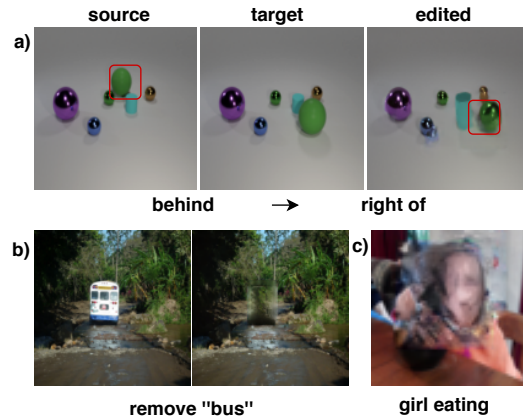 source target edited
a)
behind → right of
b) c)
remove "bus" girl eating